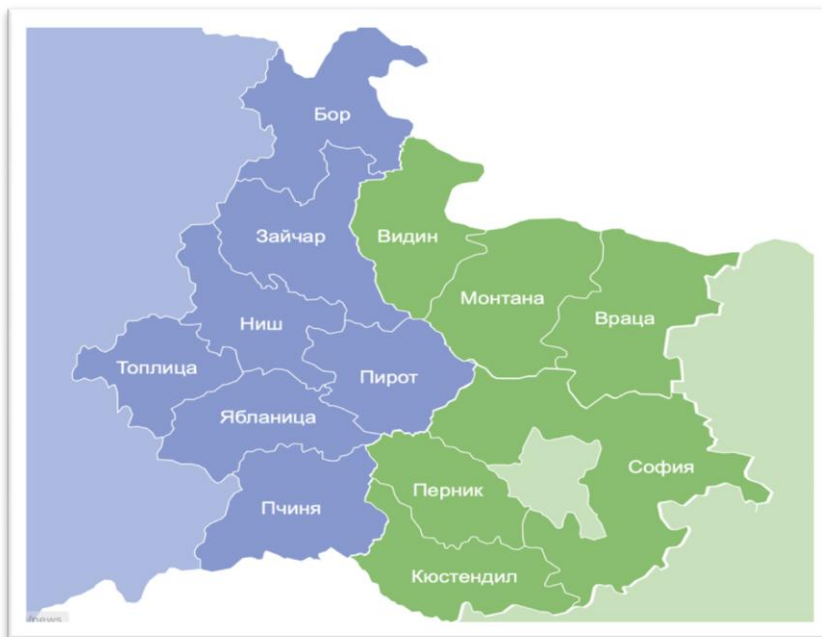 Бор
Зайчар
Видин
Монтана
Ниш
Враца
Топлица
Пирот
Ябланица
София
Перник
Пчиня
Кюстендил